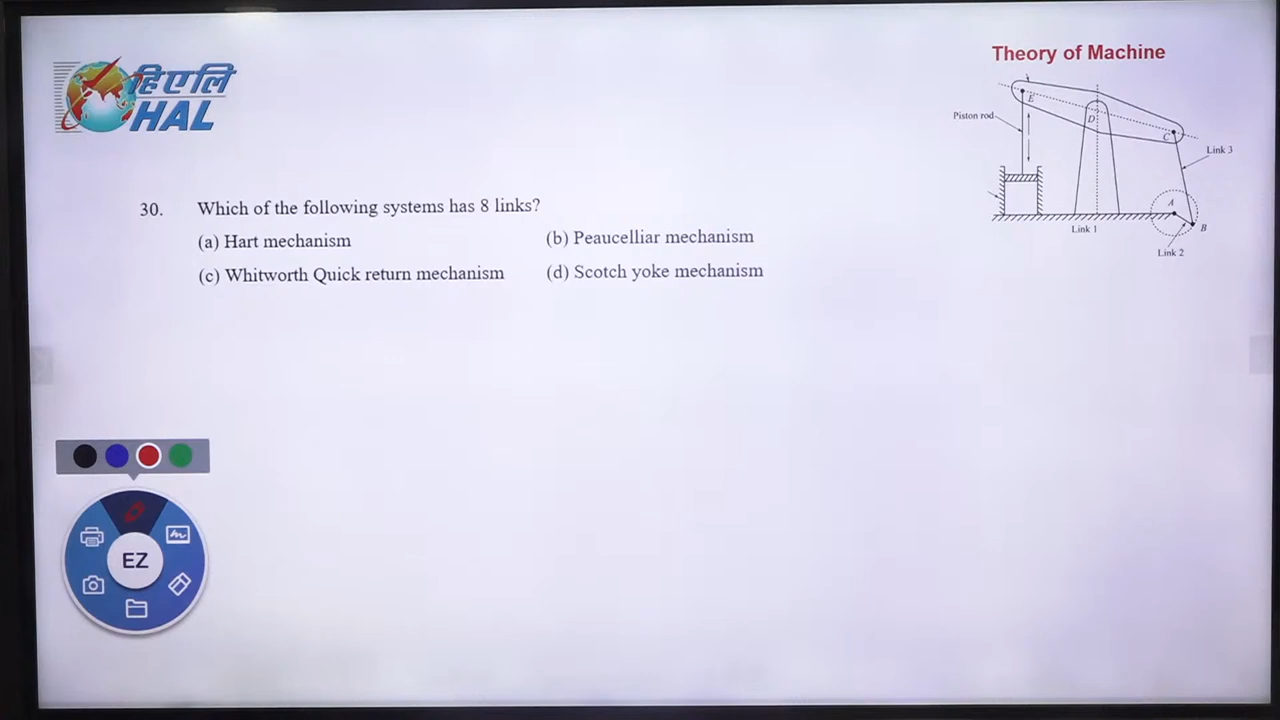 हिएलि
HAL
Theory of Machine
E
Piston rod
D
C
Link 3
A
Link 1
B
Link 2
30. Which of the following systems has 8 links?
(a) Hart mechanism (b) Peaucelliar mechanism
(c) Whitworth Quick return mechanism (d) Scotch yoke mechanism
EZ